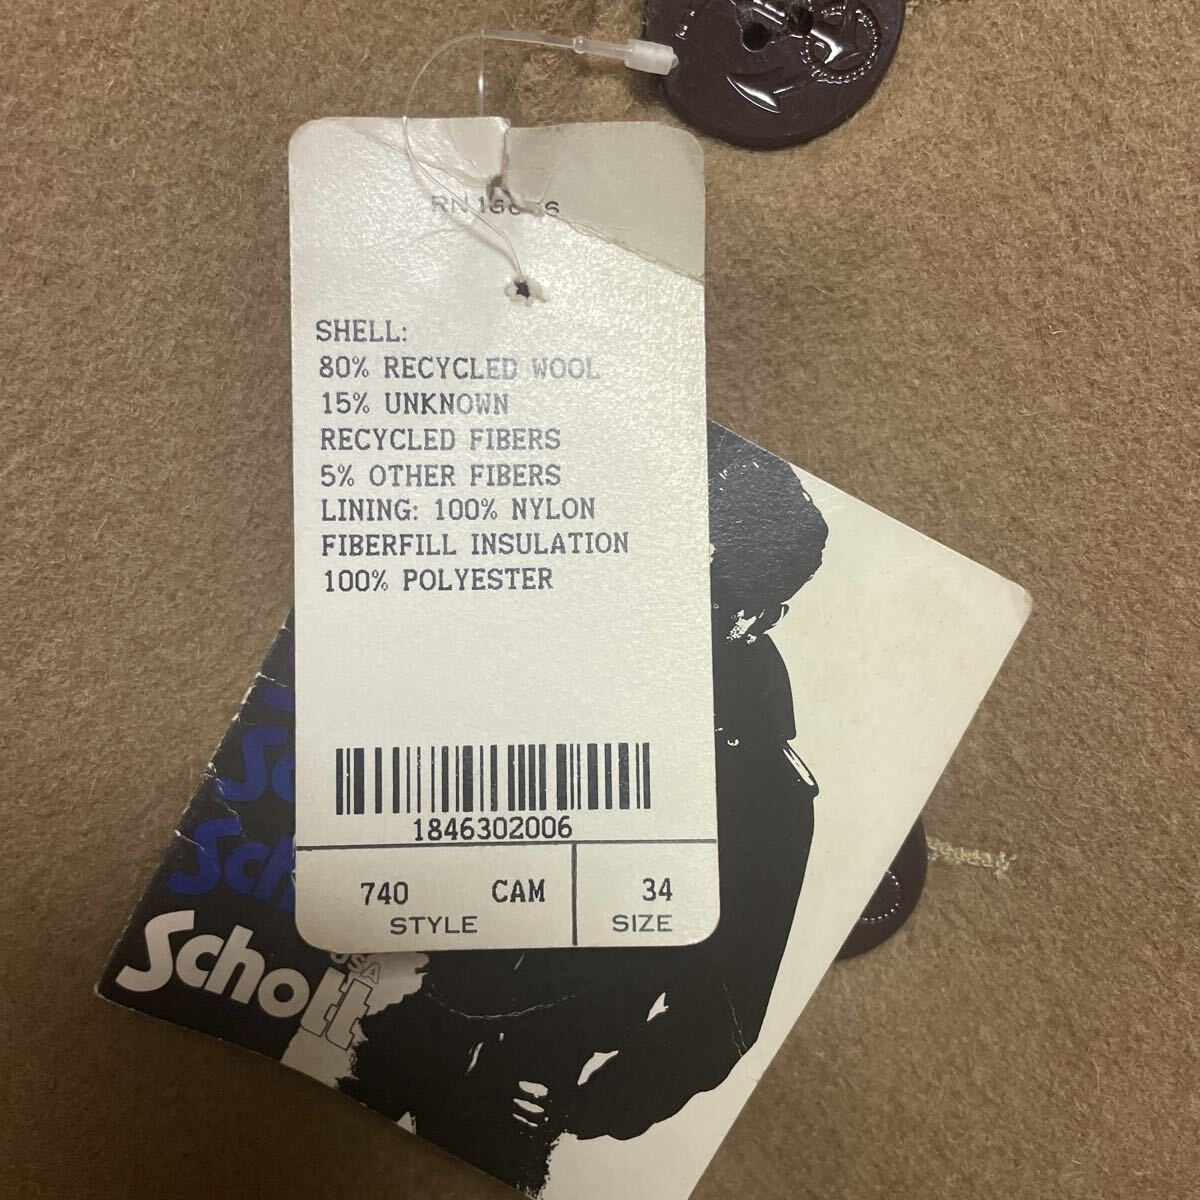 RN
SHELL:
80% RECYCLED WOOL
15% UNKNOWN
RECYCLED FIBERS
5% OTHER FIBERS
LINING: 100% NYLON
FIBERFILL INSULATION
100% POLYESTER
1846302006
740 CAM 34
STYLE SIZE
Schott
USA